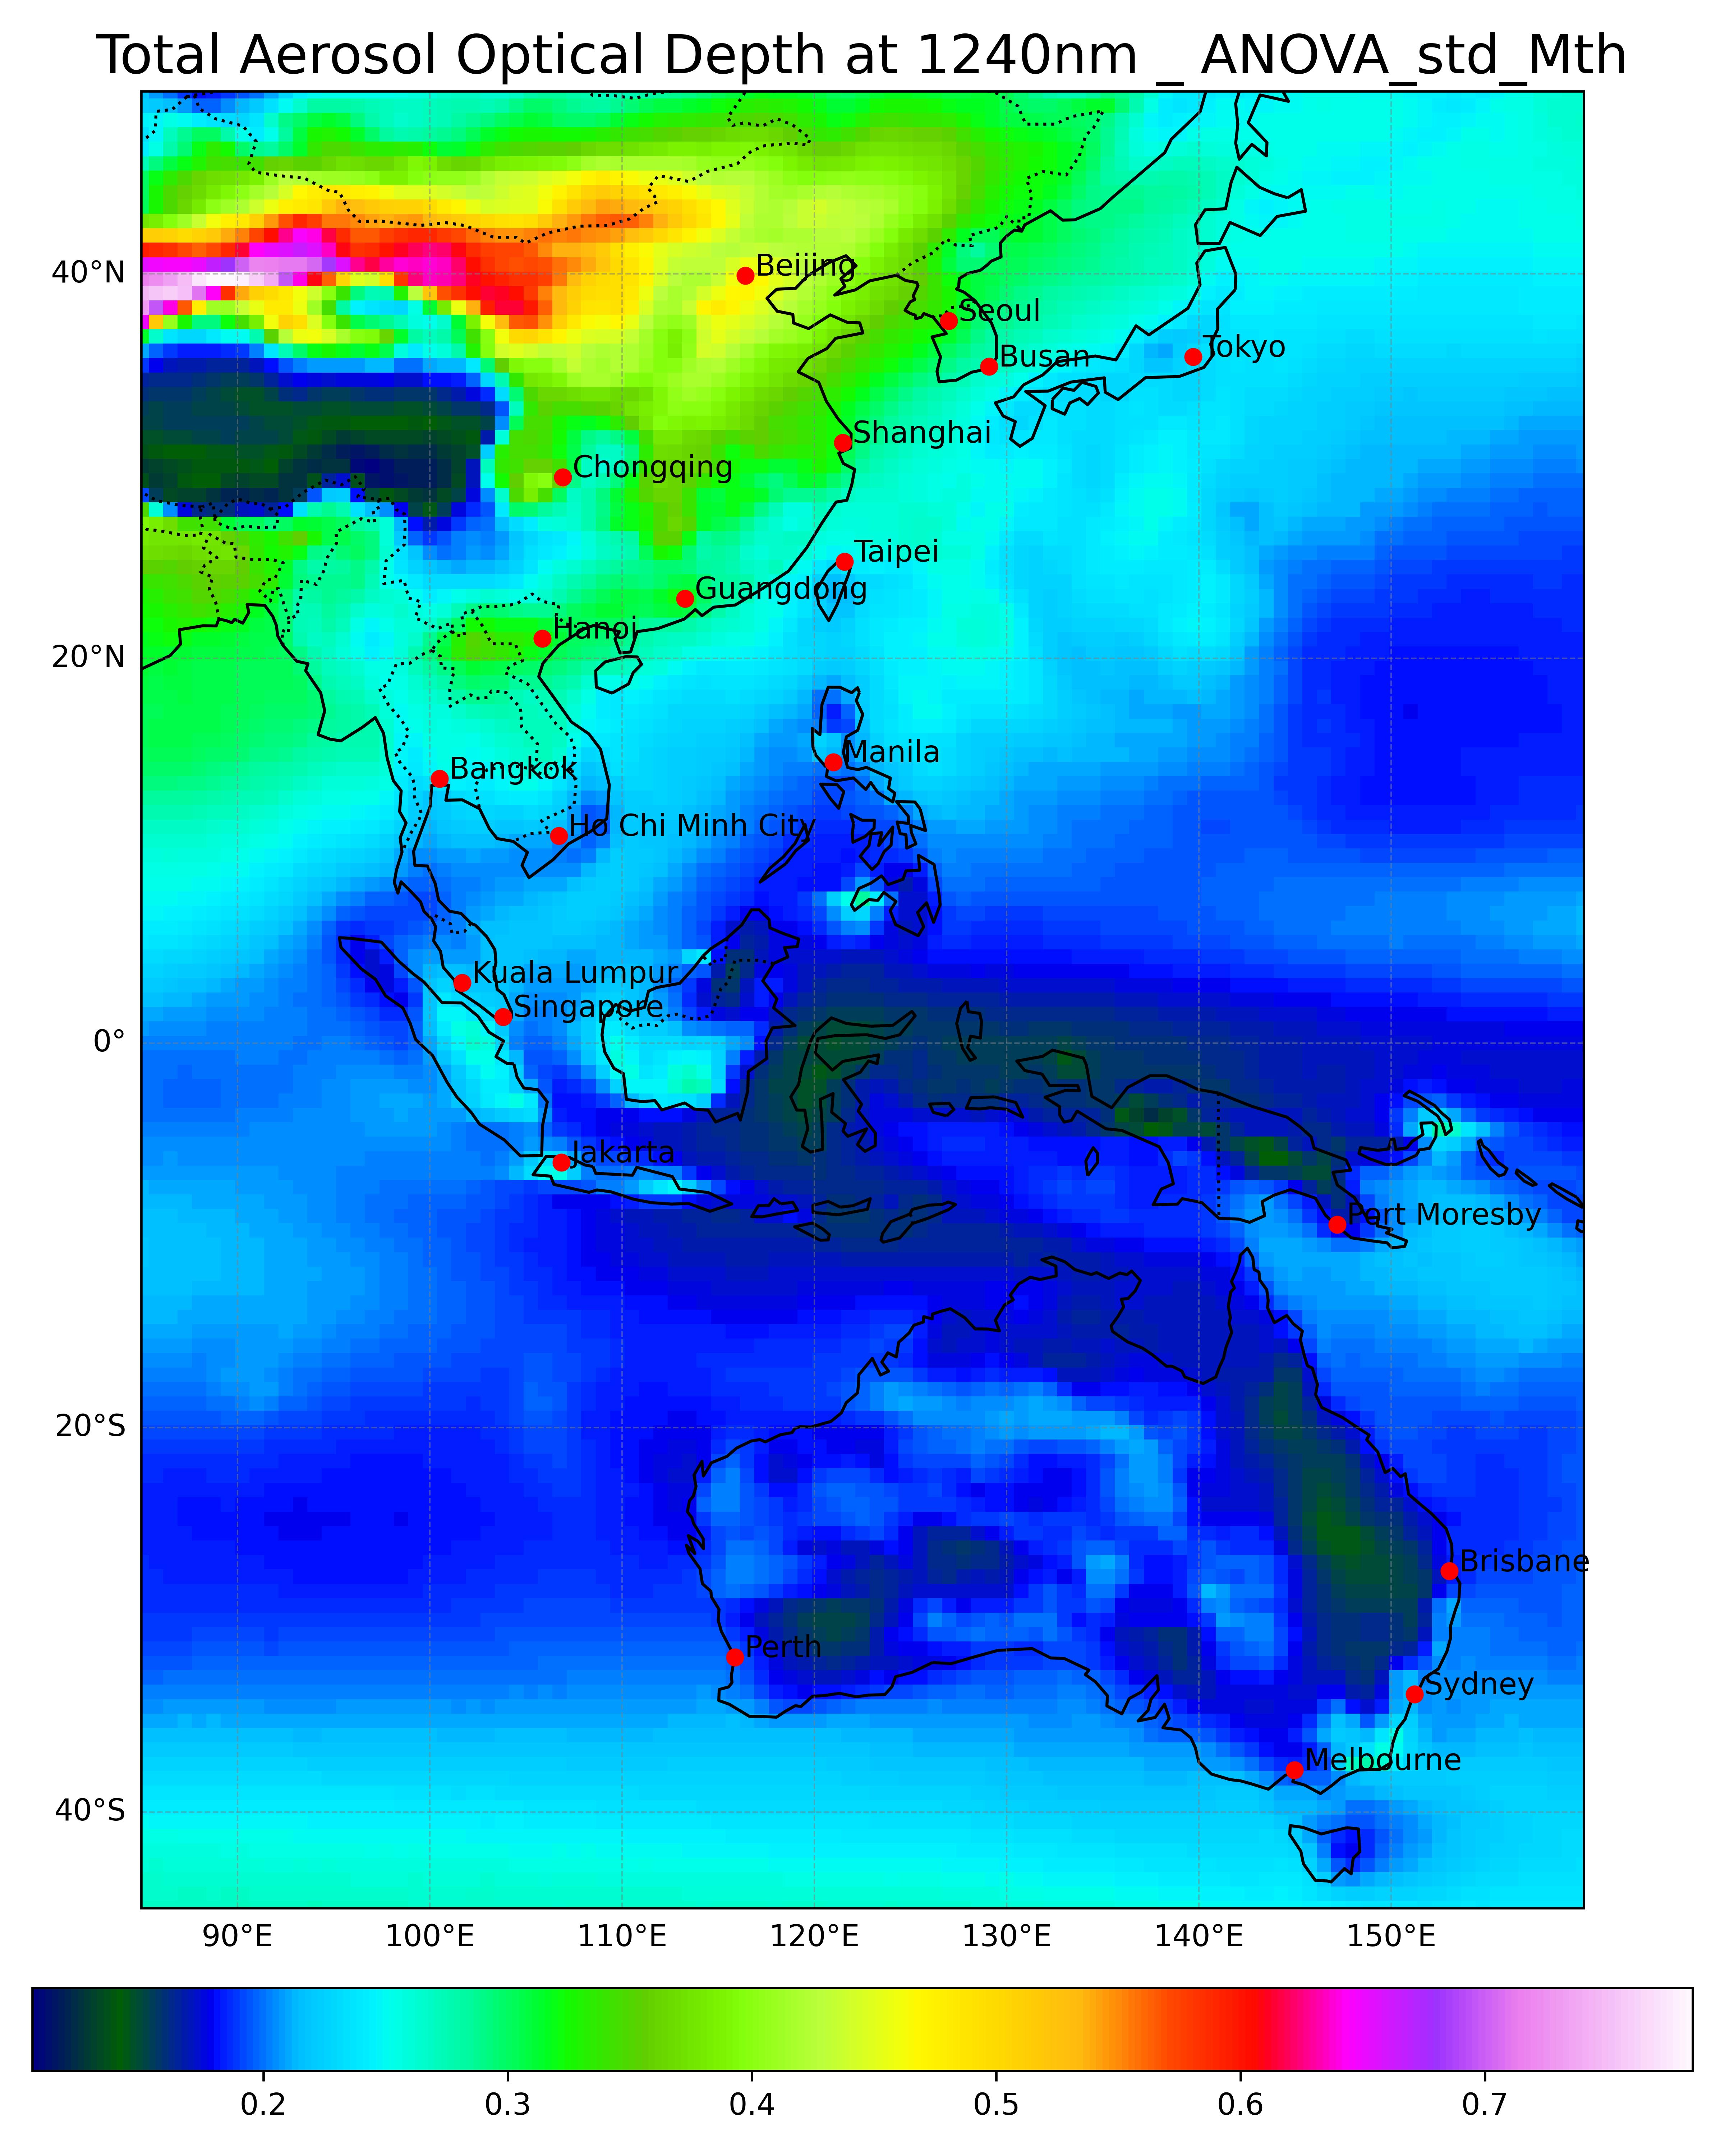 Total Aerosol Optical Depth at 1240nm _ ANOVA_std_Mth
40°N
20°N
0°
20°S
40°S
Beijing
Seoul
Tokyo
Busan
Shanghai
Chongqing
Taipei
Guangdong
Hanoi
Manila
Bangkok
Ho Chi Minh City
Kuala Lumpur
Singapore
Jakarta
Port Moresby
Brisbane
Perth
Sydney
Melbourne
90°E 100°E 110°E 120°E 130°E 140°E 150°E
0.2 0.3 0.4 0.5 0.6 0.7